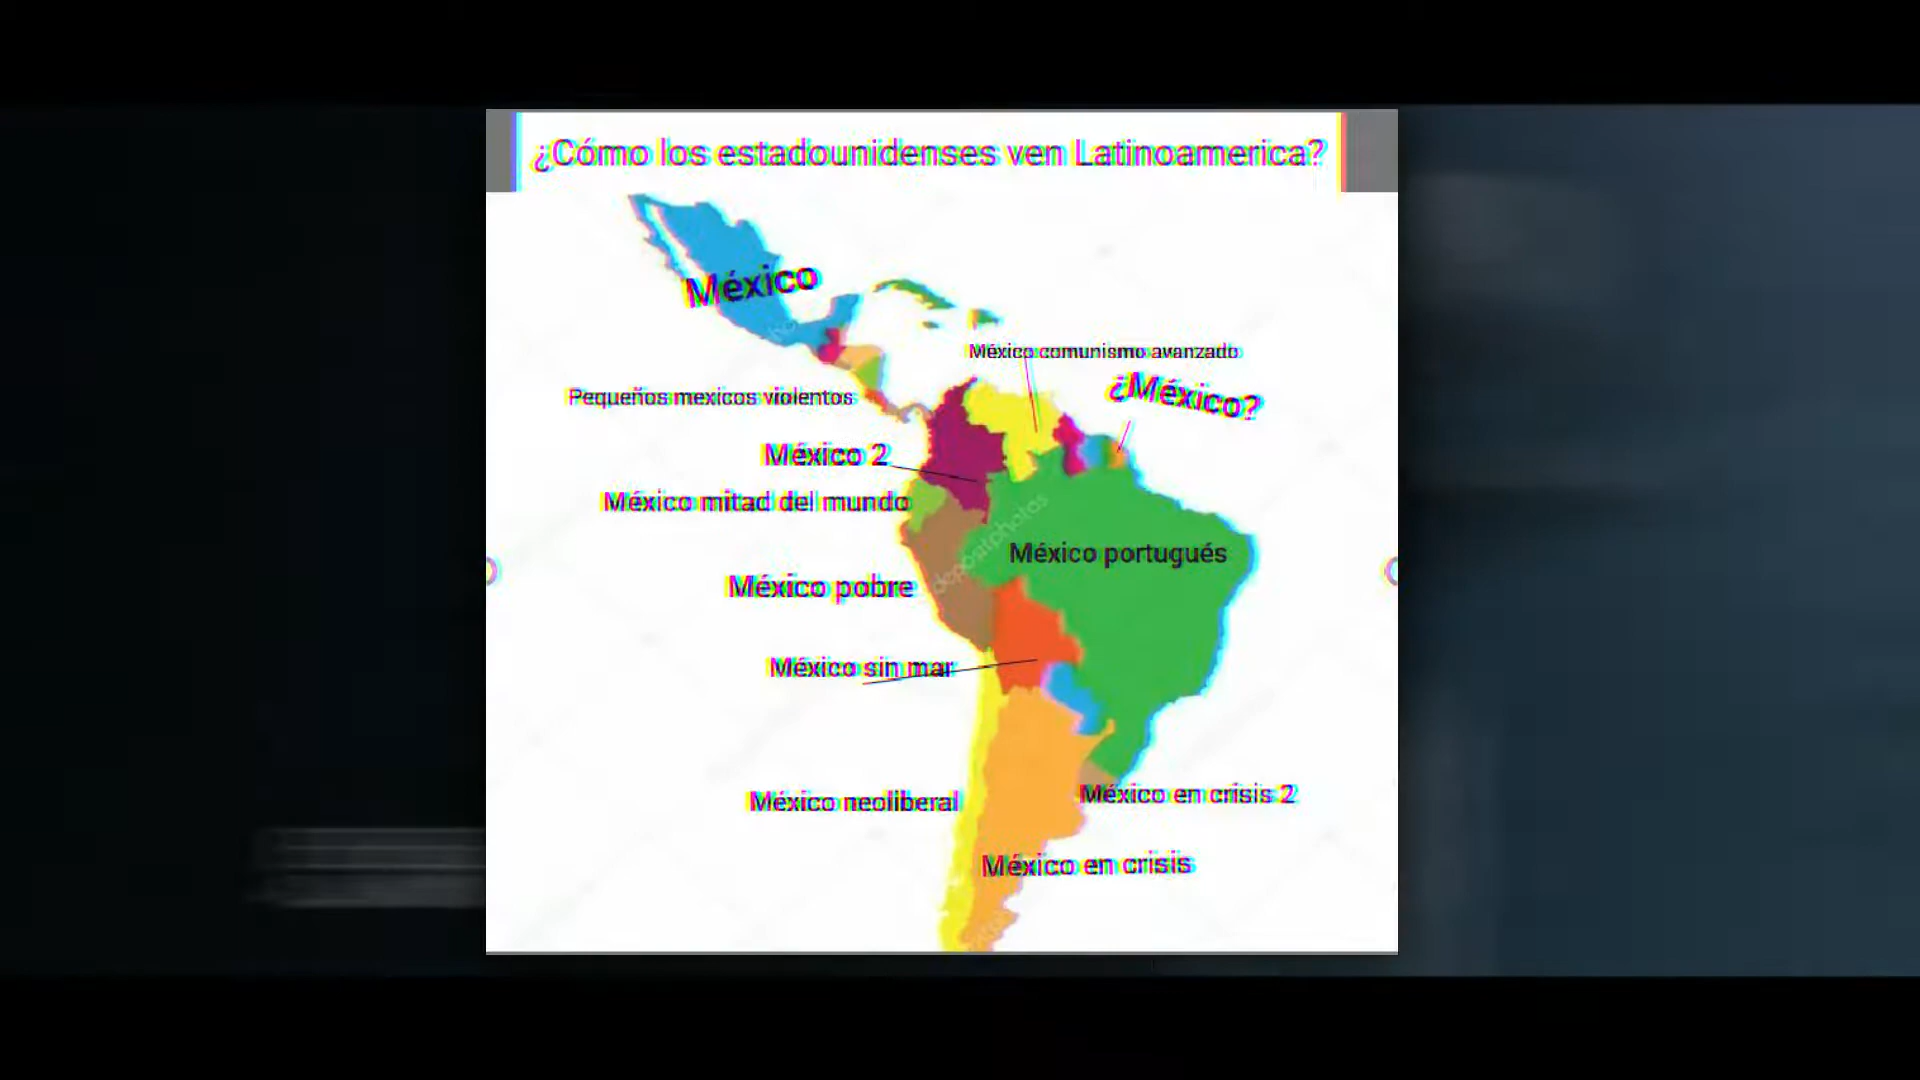 ¿Cómo los estadounidenses ven Latinoamerica?
México
México comunismo avanzado
¿México?
Pequeños mexicos violentos
México 2
México mitad del mundo
depositphotos
México portugués
México pobre
México sin mar
México neoliberal
México en crisis 2
México en crisis